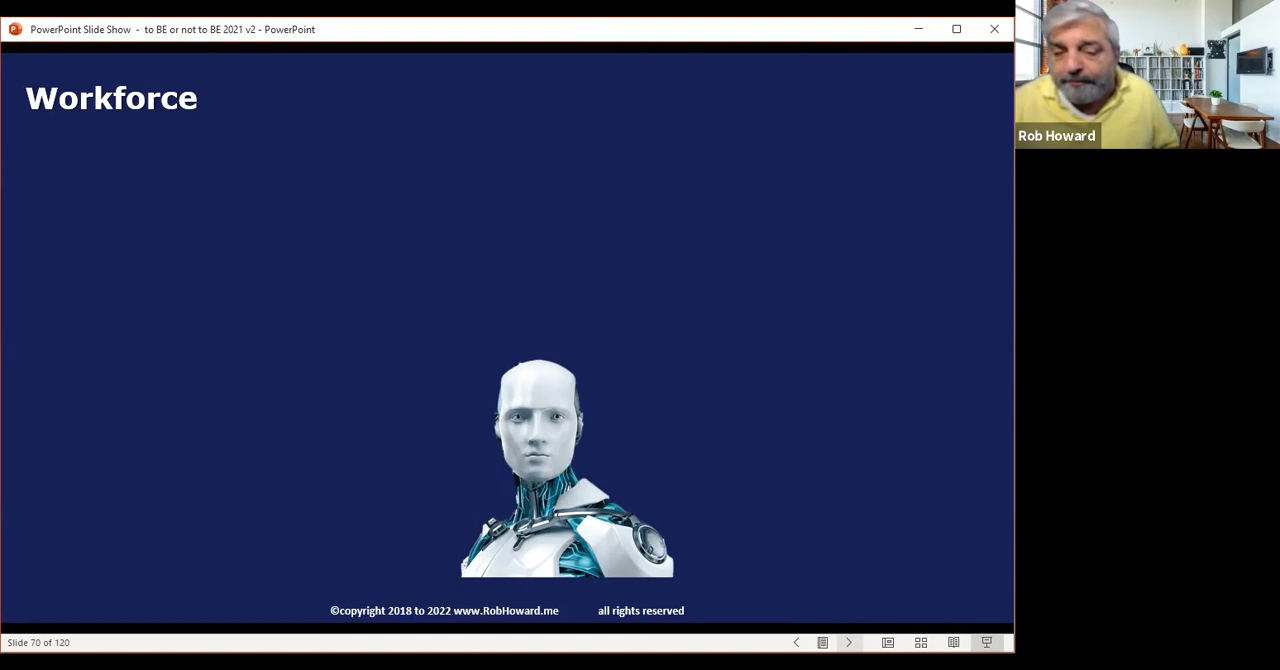 PowerPoint Slide Show - to BE or not to BE 2021 v2 - PowerPoint
Workforce
Rob Howard
©copyright 2018 to 2022 www.RobHoward.me all rights reserved
Slide 70 of 120